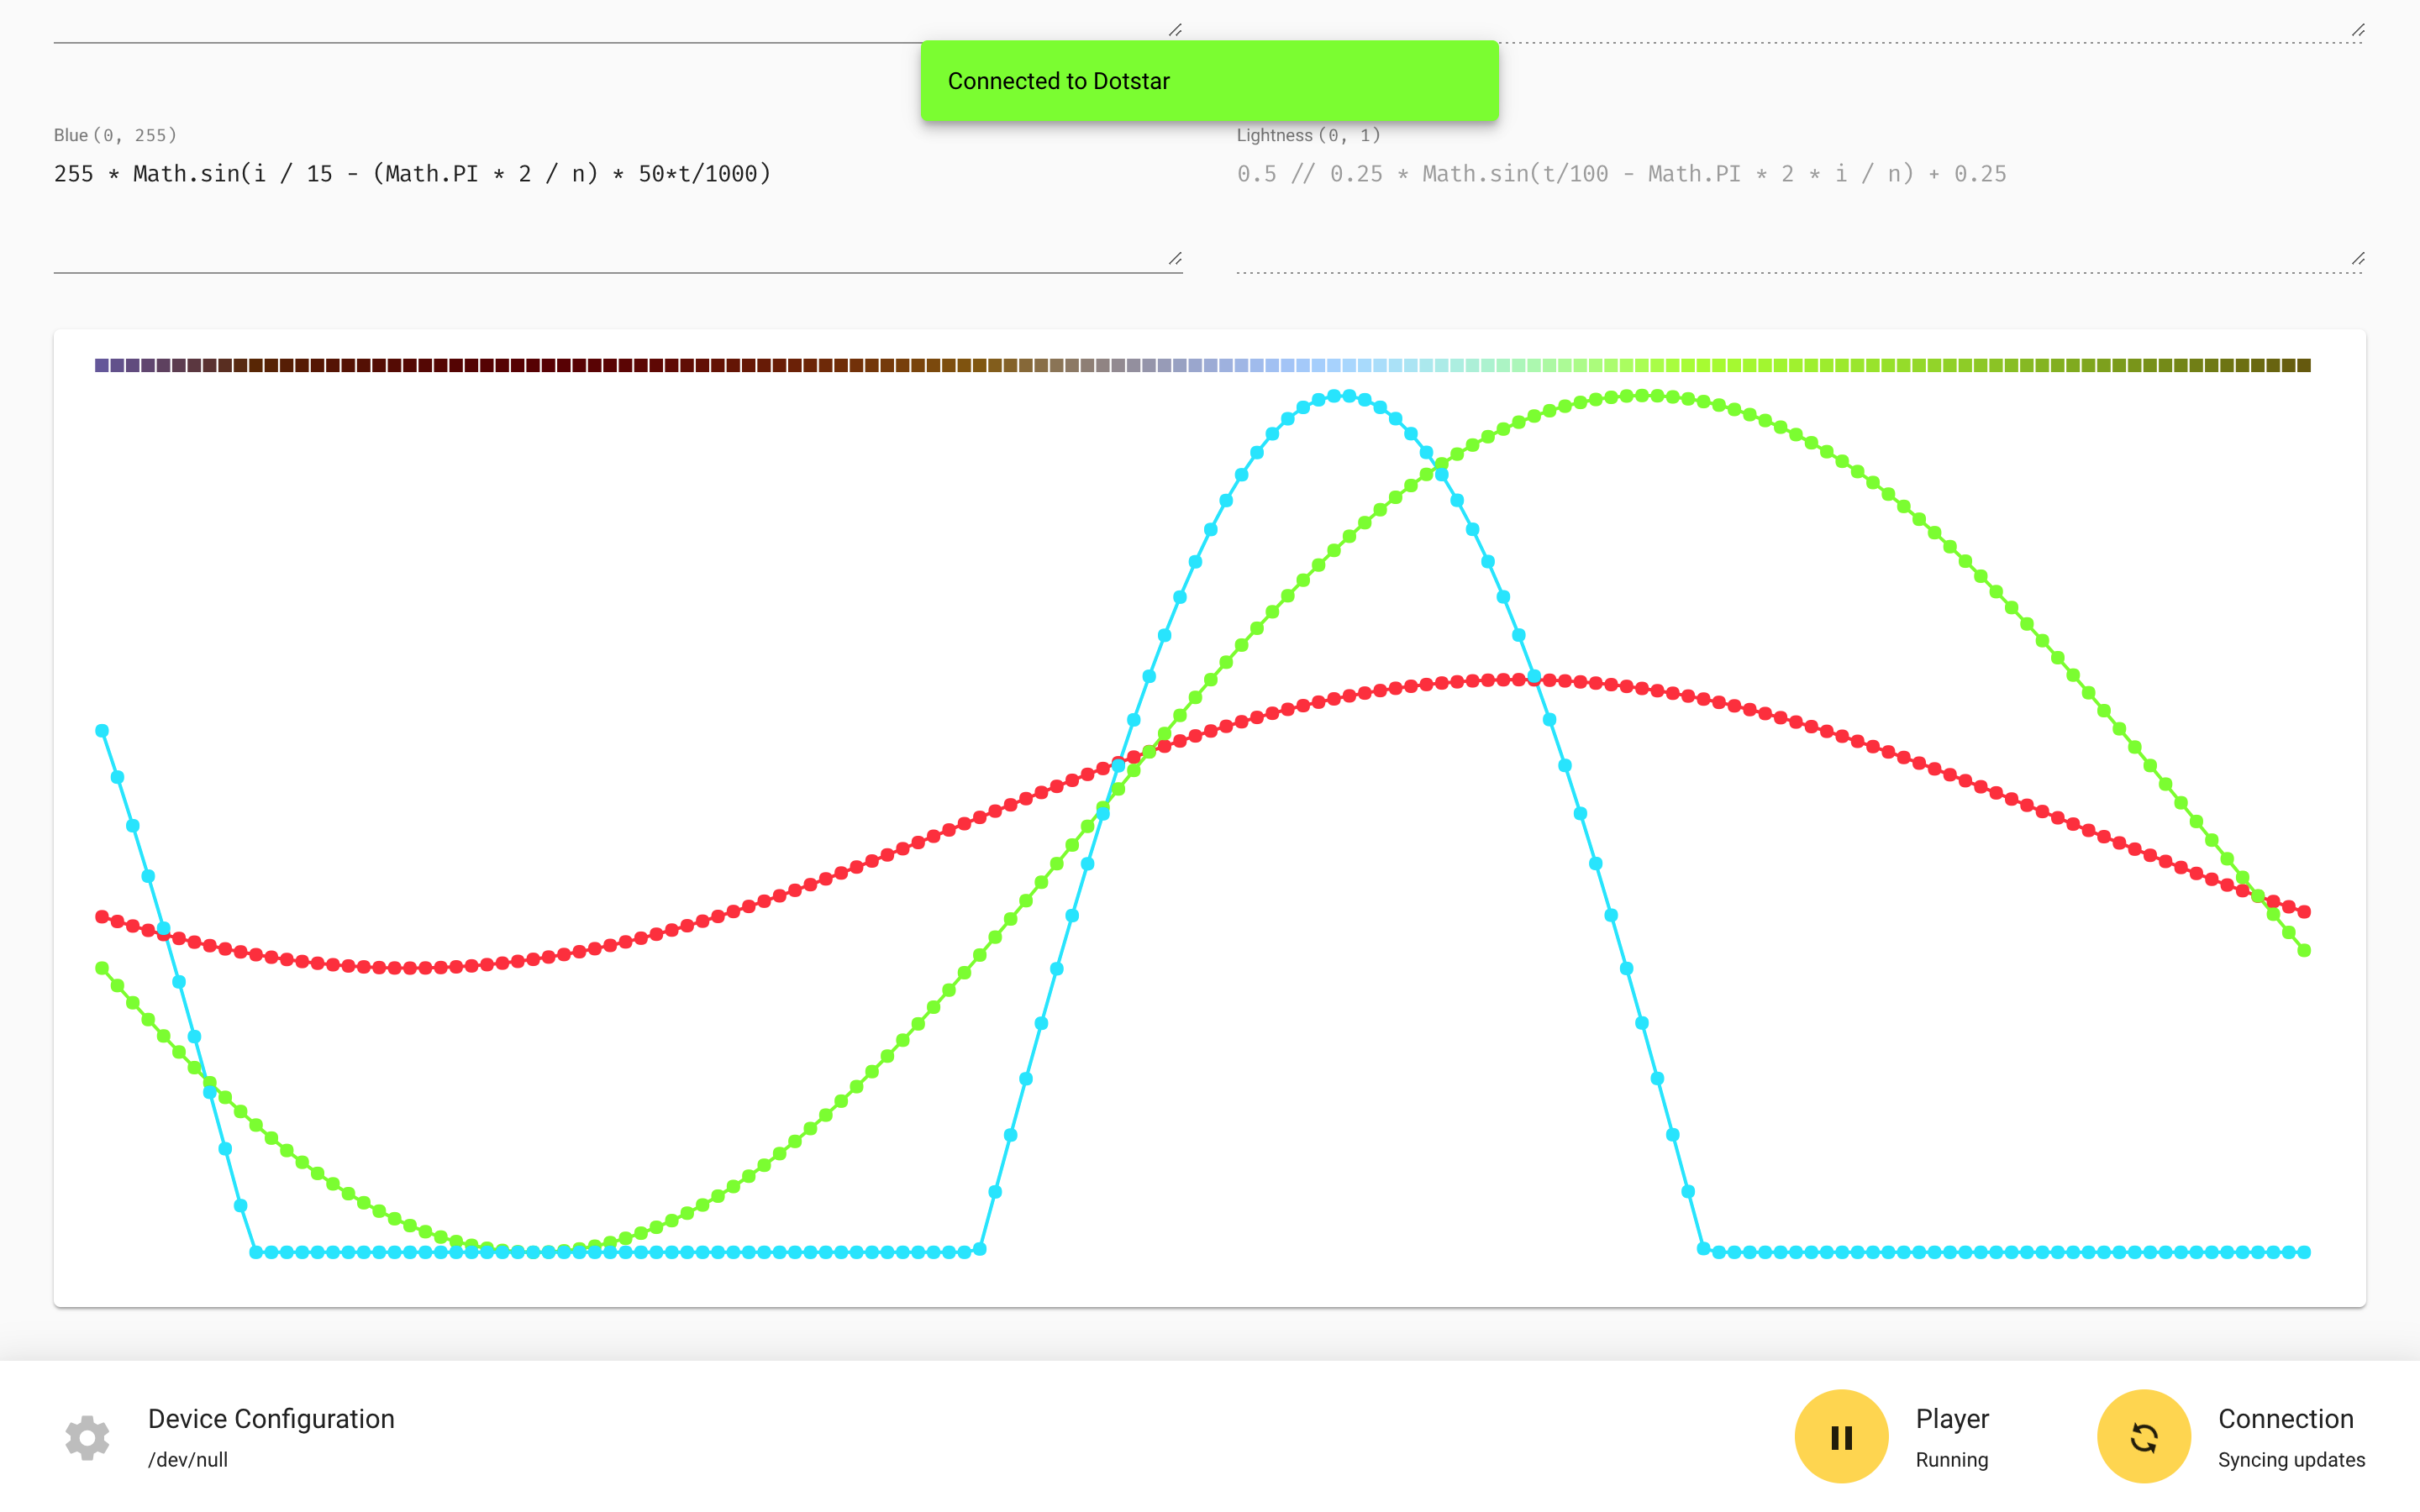 Connected to Dotstar
Blue (0, 255)
255 * Math.sin(i / 15 - (Math.PI * 2 / n) * 50*t/1000)
Lightness (0, 1)
0.5 // 0.25 * Math.sin(t/100 - Math.PI * 2 * i / n) + 0.25
Device Configuration
/dev/null
Player
Running
Connection
Syncing updates